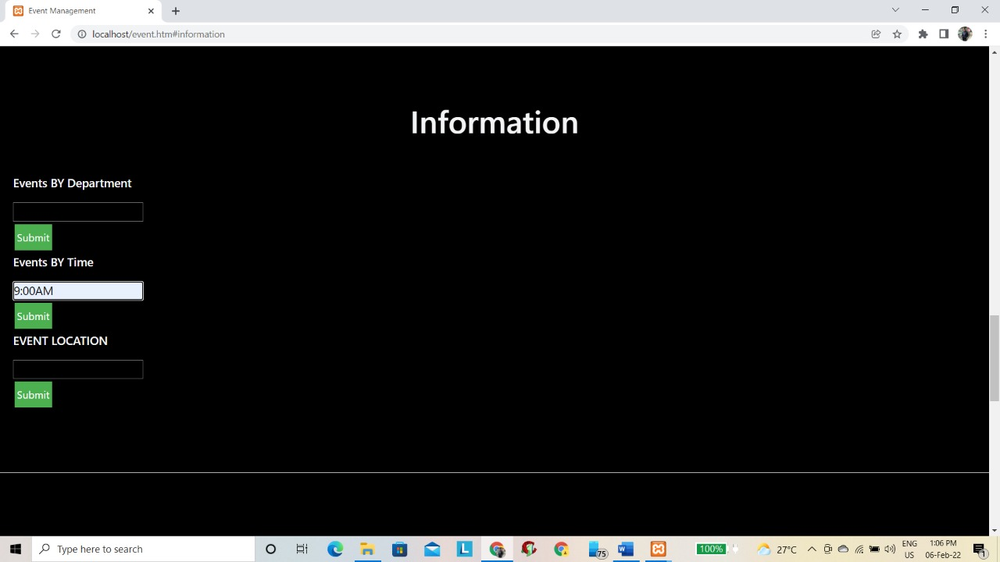 Event Management
localhost/event.htm#information
Information
Events BY Department
Submit
Events BY Time
9:00AM
Submit
EVENT LOCATION
Submit
Type here to search
L
75
W
100%
27°C
ENG
US
1:06 PM
06-Feb-22
1